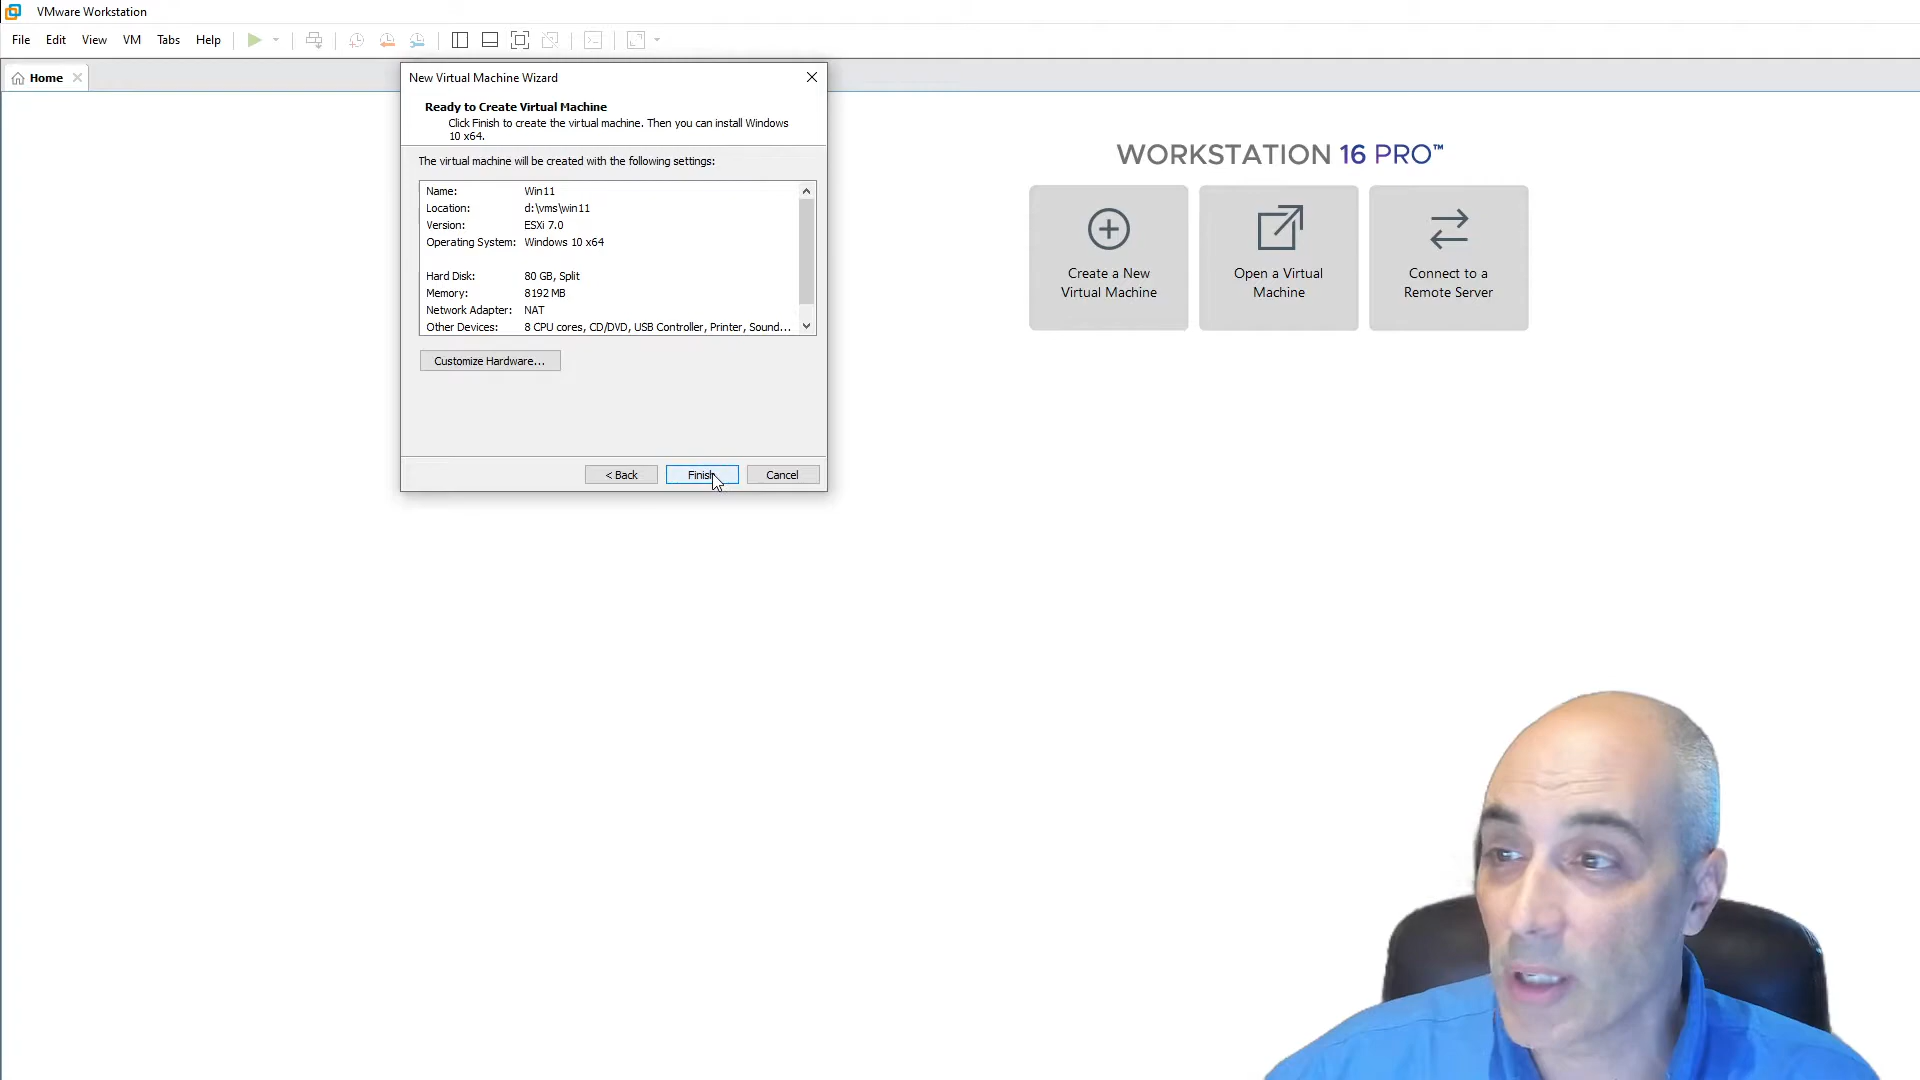 VMware Workstation
File Edit View VM Tabs Help
Home
New Virtual Machine Wizard
Ready to Create Virtual Machine
Click Finish to create the virtual machine. Then you can install Windows
10 x64.
The virtual machine will be created with the following settings:
Name: Win11
Location: d:\vms\win11
Version: ESXi 7.0
Operating System: Windows 10 x64
Hard Disk: 80 GB, Split
Memory: 8192 MB
Network Adapter: NAT
Other Devices: 8 CPU cores, CD/DVD, USB Controller, Printer, Sound...
Customize Hardware...
< Back Finish Cancel
WORKSTATION 16 PRO™
Create a New
Virtual Machine
Open a Virtual
Machine
Connect to a
Remote Server